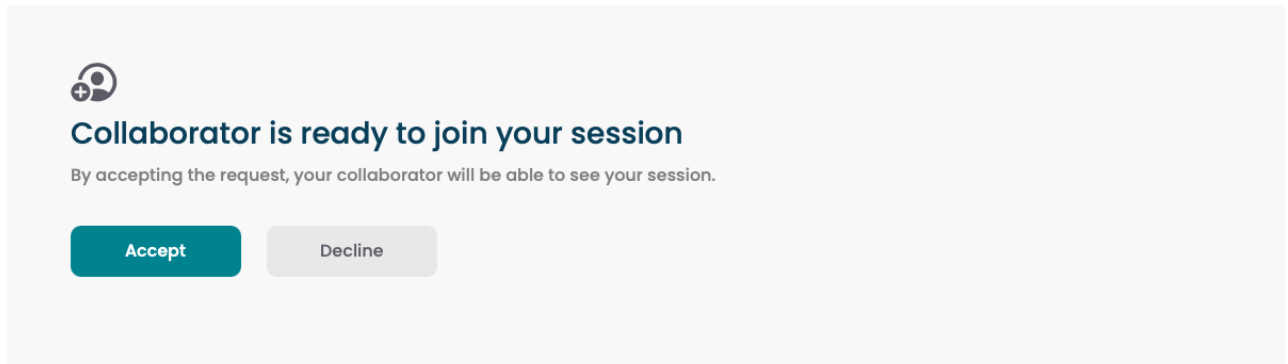 Collaborator is ready to join your session
By accepting the request, your collaborator will be able to see your session.
Accept
Decline